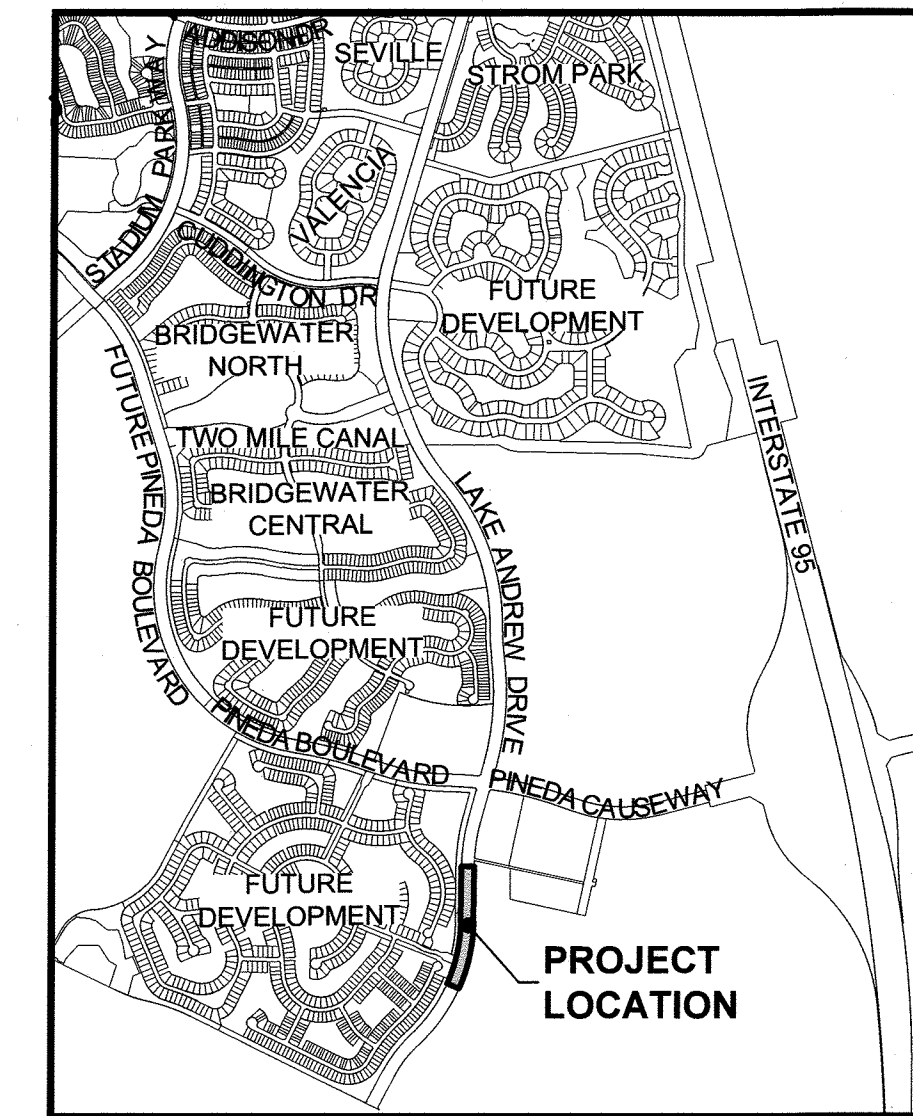 ADDISON DR
SEVILLE
STROM PARK
STADIUM PARKWAY
VALENCIA
CUDDINGTON DR
FUTURE
DEVELOPMENT
BRIDGEWATER
NORTH
FUTURE PINEDA BOULEVARD
INTERSTATE 95
TWO MILE CANAL
BRIDGEWATER
CENTRAL
LAKE ANDREW DRIVE
FUTURE
DEVELOPMENT
PINEDA BOULEVARD
PINEDA CAUSEWAY
FUTURE
DEVELOPMENT
PROJECT
LOCATION